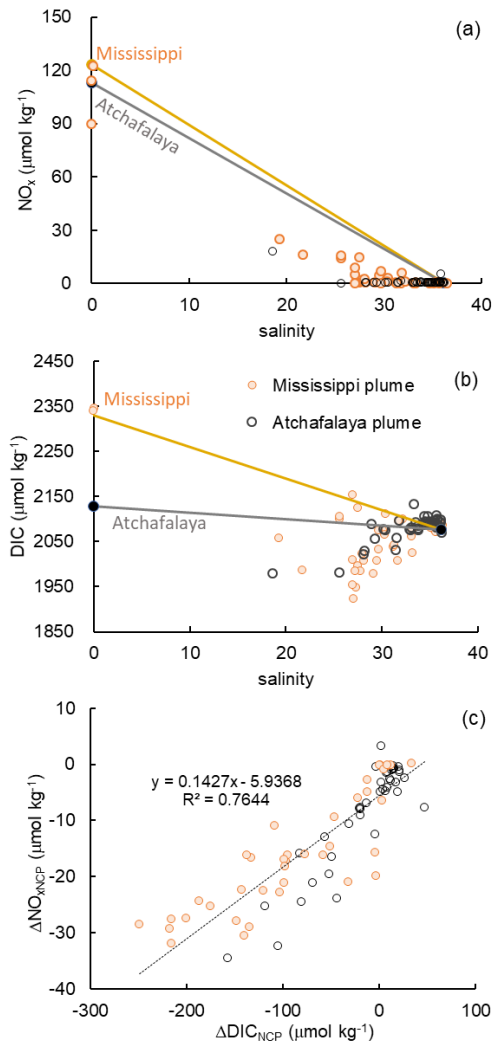 (a)
150
120
90
60
30
0
NOx (μmol kg⁻¹)
Mississippi
Atchafalaya
0 10 20 30 40
salinity
(b)
2450
2350
2250
2150
2050
1950
1850
DIC (μmol kg⁻¹)
Mississippi
Mississippi plume
Atchafalaya plume
Atchafalaya
0 10 20 30 40
salinity
(c)
10
0
-10
-20
-30
-40
ΔNOxNCP (μmol kg⁻¹)
y = 0.1427x - 5.9368
R² = 0.7644
-300 -200 -100 0 100
ΔDICNCP (μmol kg⁻¹)